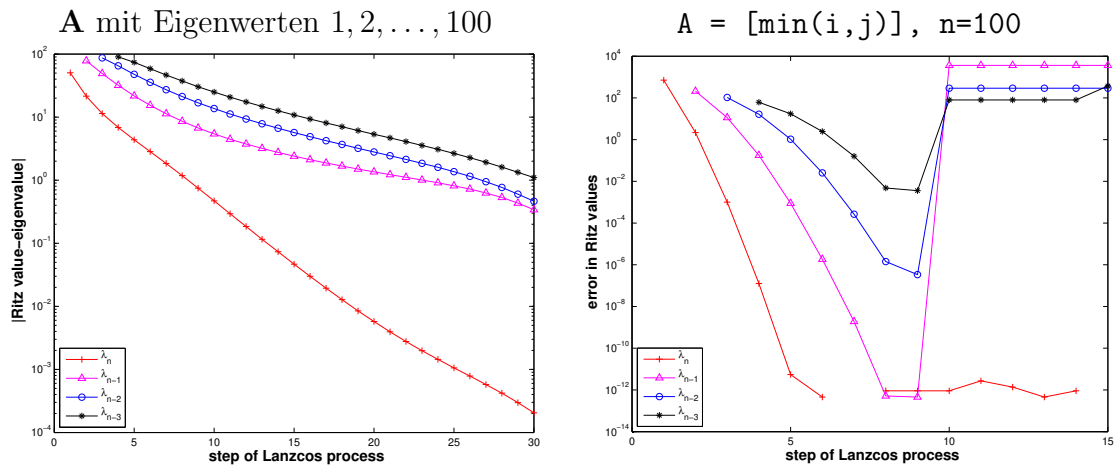 A mit Eigenwerten 1, 2, . . . , 100
10^2
10^1
10^0
10^-1
10^-2
10^-3
10^-4
|Ritz value-eigenvalue|
λ_n
λ_n-1
λ_n-2
λ_n-3
0 5 10 15 20 25 30
step of Lanzcos process
A = [min(i,j)], n=100
10^4
10^2
10^0
10^-2
10^-4
10^-6
10^-8
10^-10
10^-12
10^-14
error in Ritz values
λ_n
λ_n-1
λ_n-2
λ_n-3
0 5 10 15
step of Lanzcos process